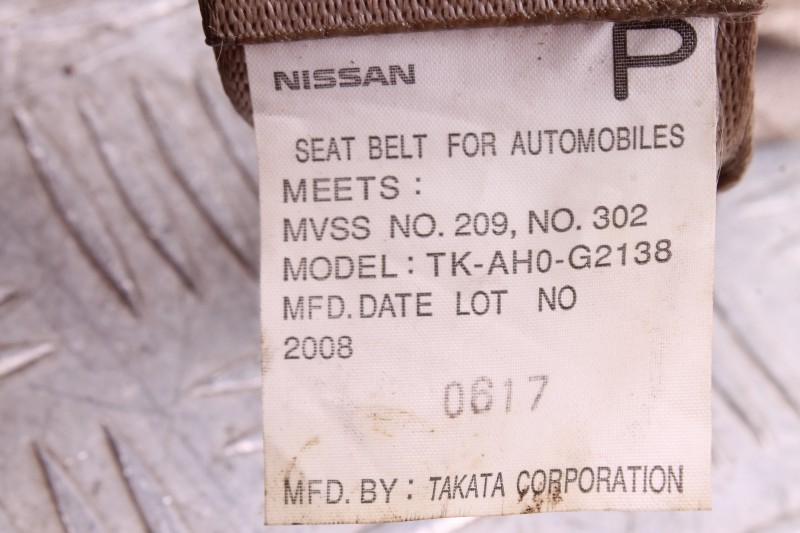 NISSAN P
SEAT BELT FOR AUTOMOBILES
MEETS :
MVSS NO. 209, NO. 302
MODEL : TK-AH0-G2138
MFD. DATE LOT NO
2008
0617
MFD. BY : TAKATA CORPORATION